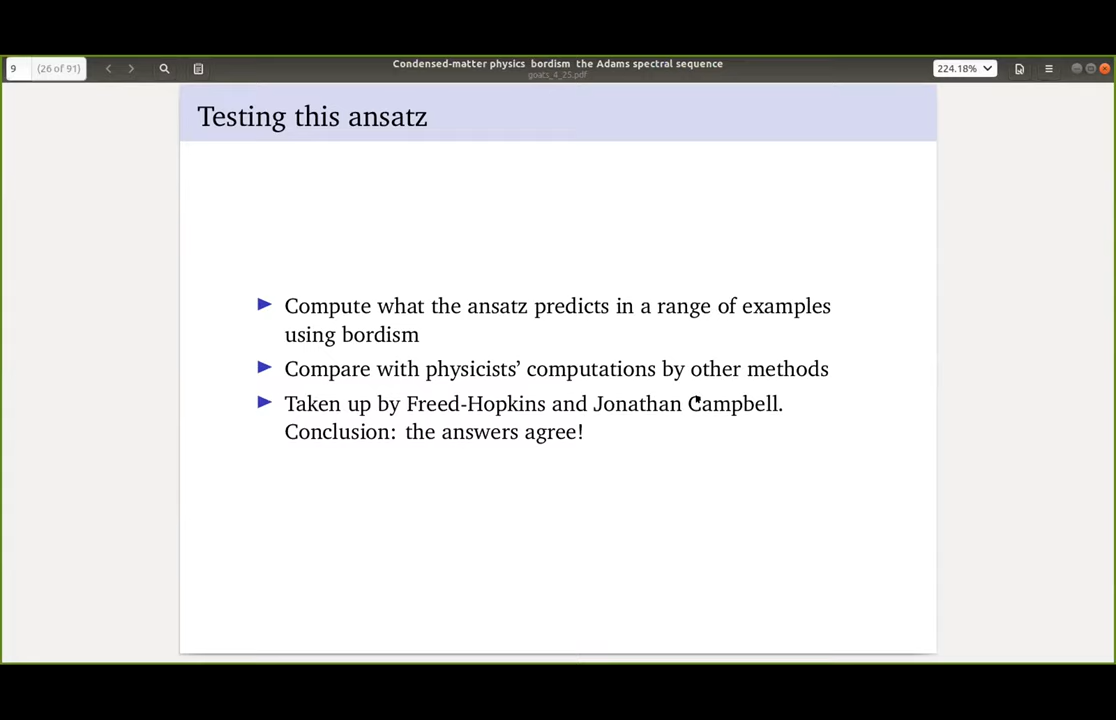 9 (26 of 91)
Condensed-matter physics bordism the Adams spectral sequence
goats_4_25.pdf
224.18%
Testing this ansatz
Compute what the ansatz predicts in a range of examples
using bordism
Compare with physicists’ computations by other methods
Taken up by Freed-Hopkins and Jonathan Campbell.
Conclusion: the answers agree!